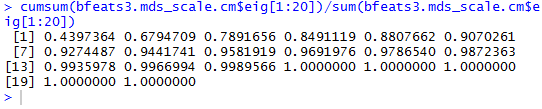 > cumsum(bfeats3.mds_scale.cm$eig[1:20])/sum(bfeats3.mds_scale.cm$e
ig[1:20])
[1] 0.4397364 0.6794709 0.7891656 0.8491119 0.8807662 0.9070261
[7] 0.9274487 0.9441741 0.9581919 0.9691976 0.9786540 0.9872363
[13] 0.9935978 0.9966994 0.9989566 1.0000000 1.0000000 1.0000000
[19] 1.0000000 1.0000000
>